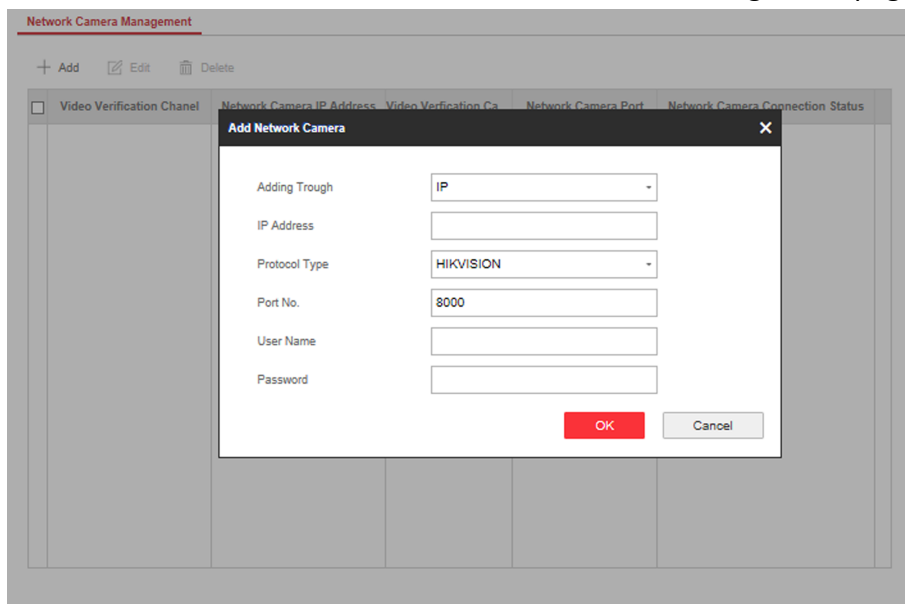 Network Camera Management
Add Edit Delete
Video Verification Chanel Network Camera IP Address Video Verfication Ca Network Camera Port Network Camera Connection Status
Add Network Camera
Adding Trough IP
IP Address
Protocol Type HIKVISION
Port No. 8000
User Name
Password
OK Cancel